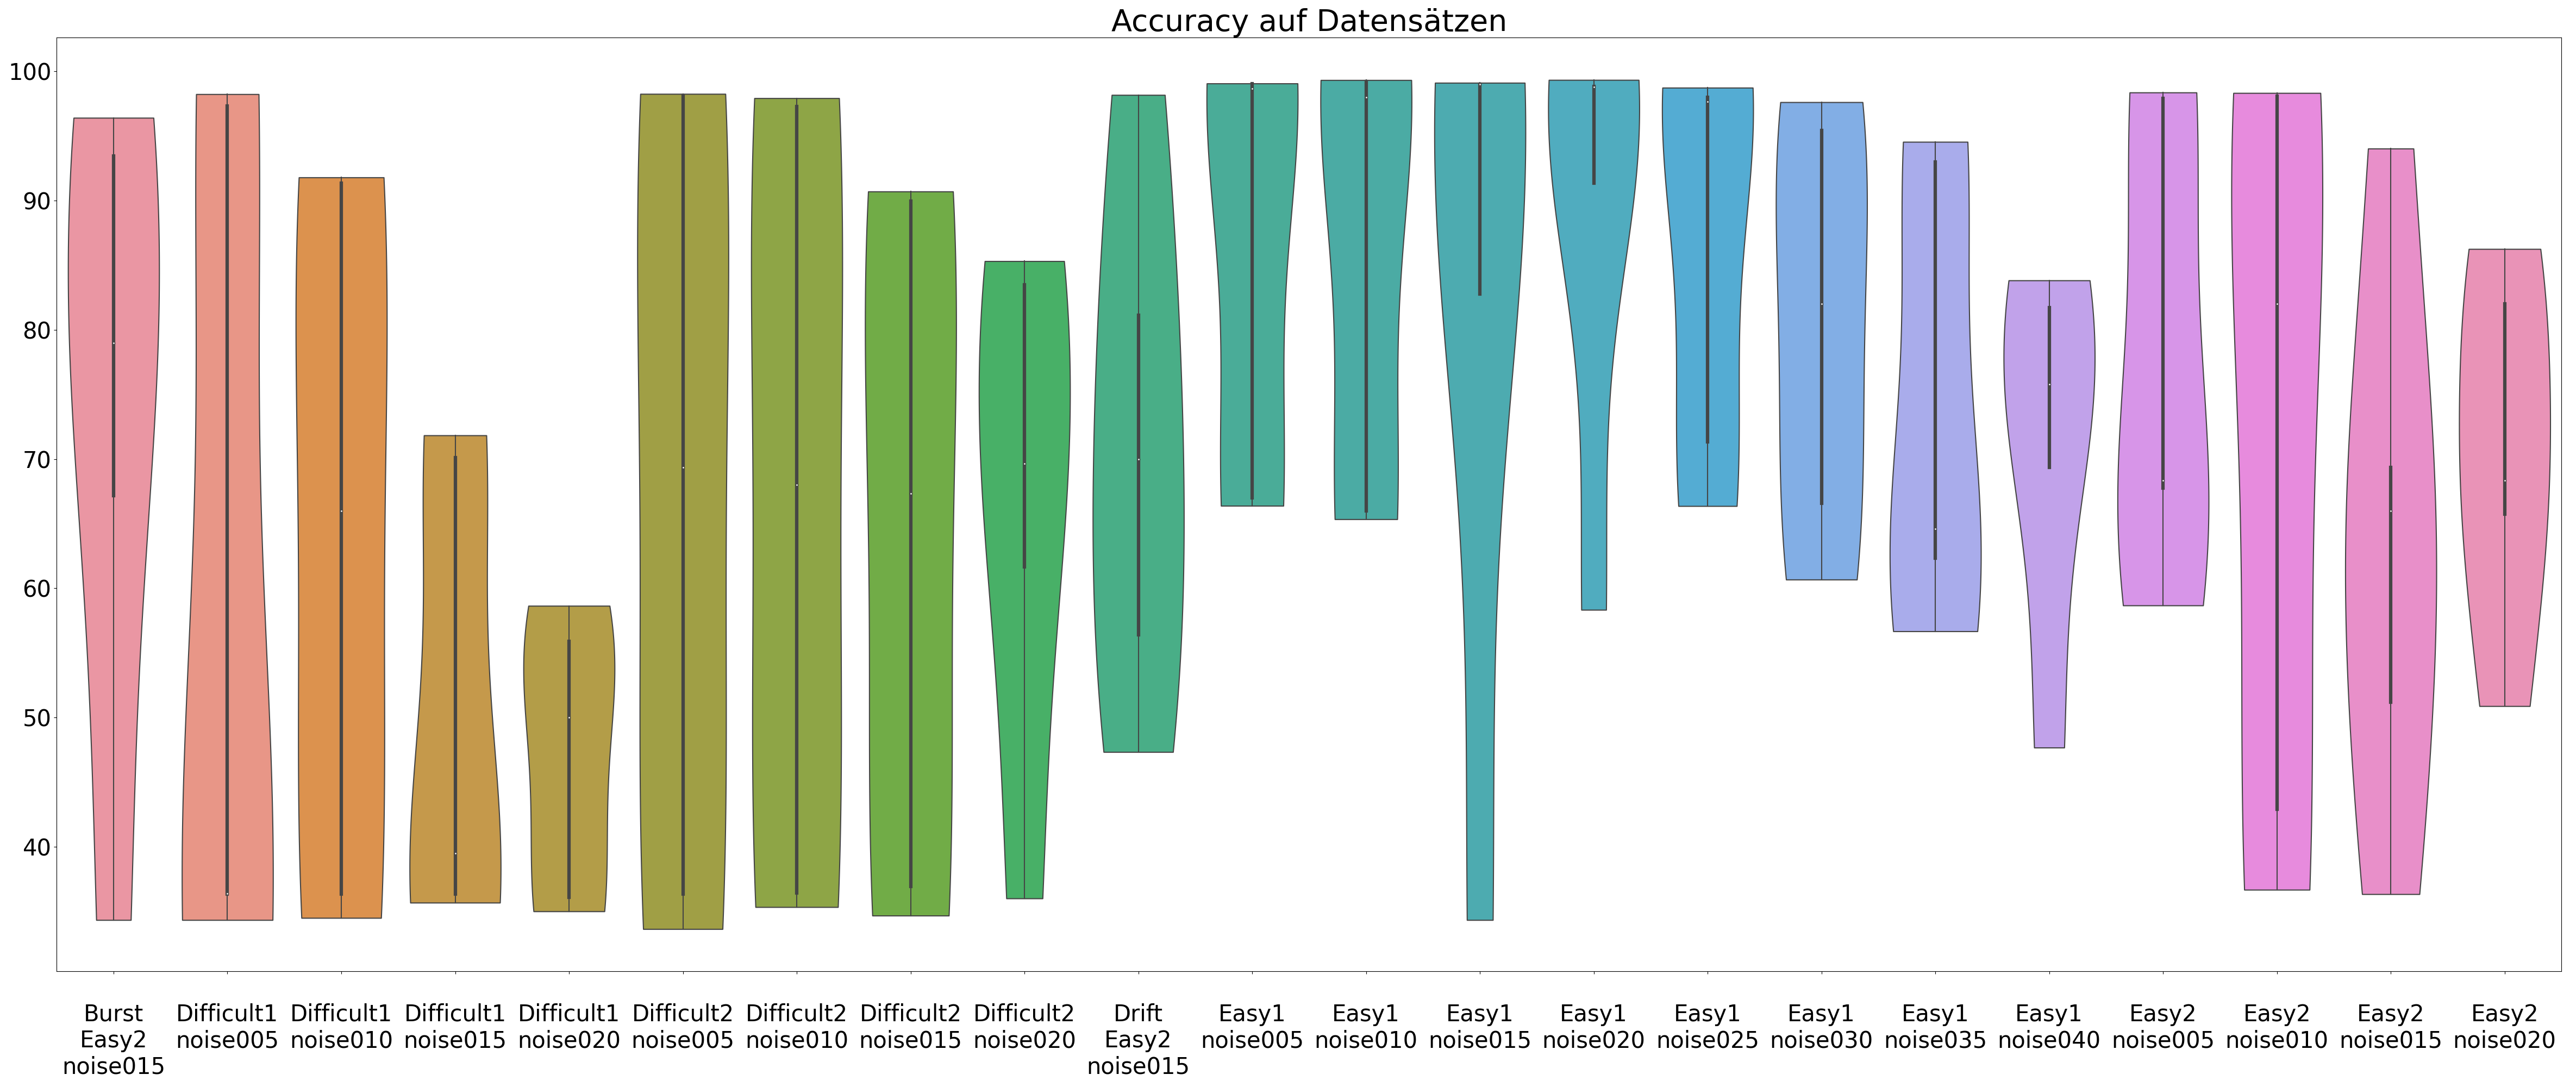 Accuracy auf Datensätzen
100
90
80
70
60
50
40
Burst
Easy2
noise015
Difficult1
noise005
Difficult1
noise010
Difficult1
noise015
Difficult1
noise020
Difficult2
noise005
Difficult2
noise010
Difficult2
noise015
Difficult2
noise020
Drift
Easy2
noise015
Easy1
noise005
Easy1
noise010
Easy1
noise015
Easy1
noise020
Easy1
noise025
Easy1
noise030
Easy1
noise035
Easy1
noise040
Easy2
noise005
Easy2
noise010
Easy2
noise015
Easy2
noise020